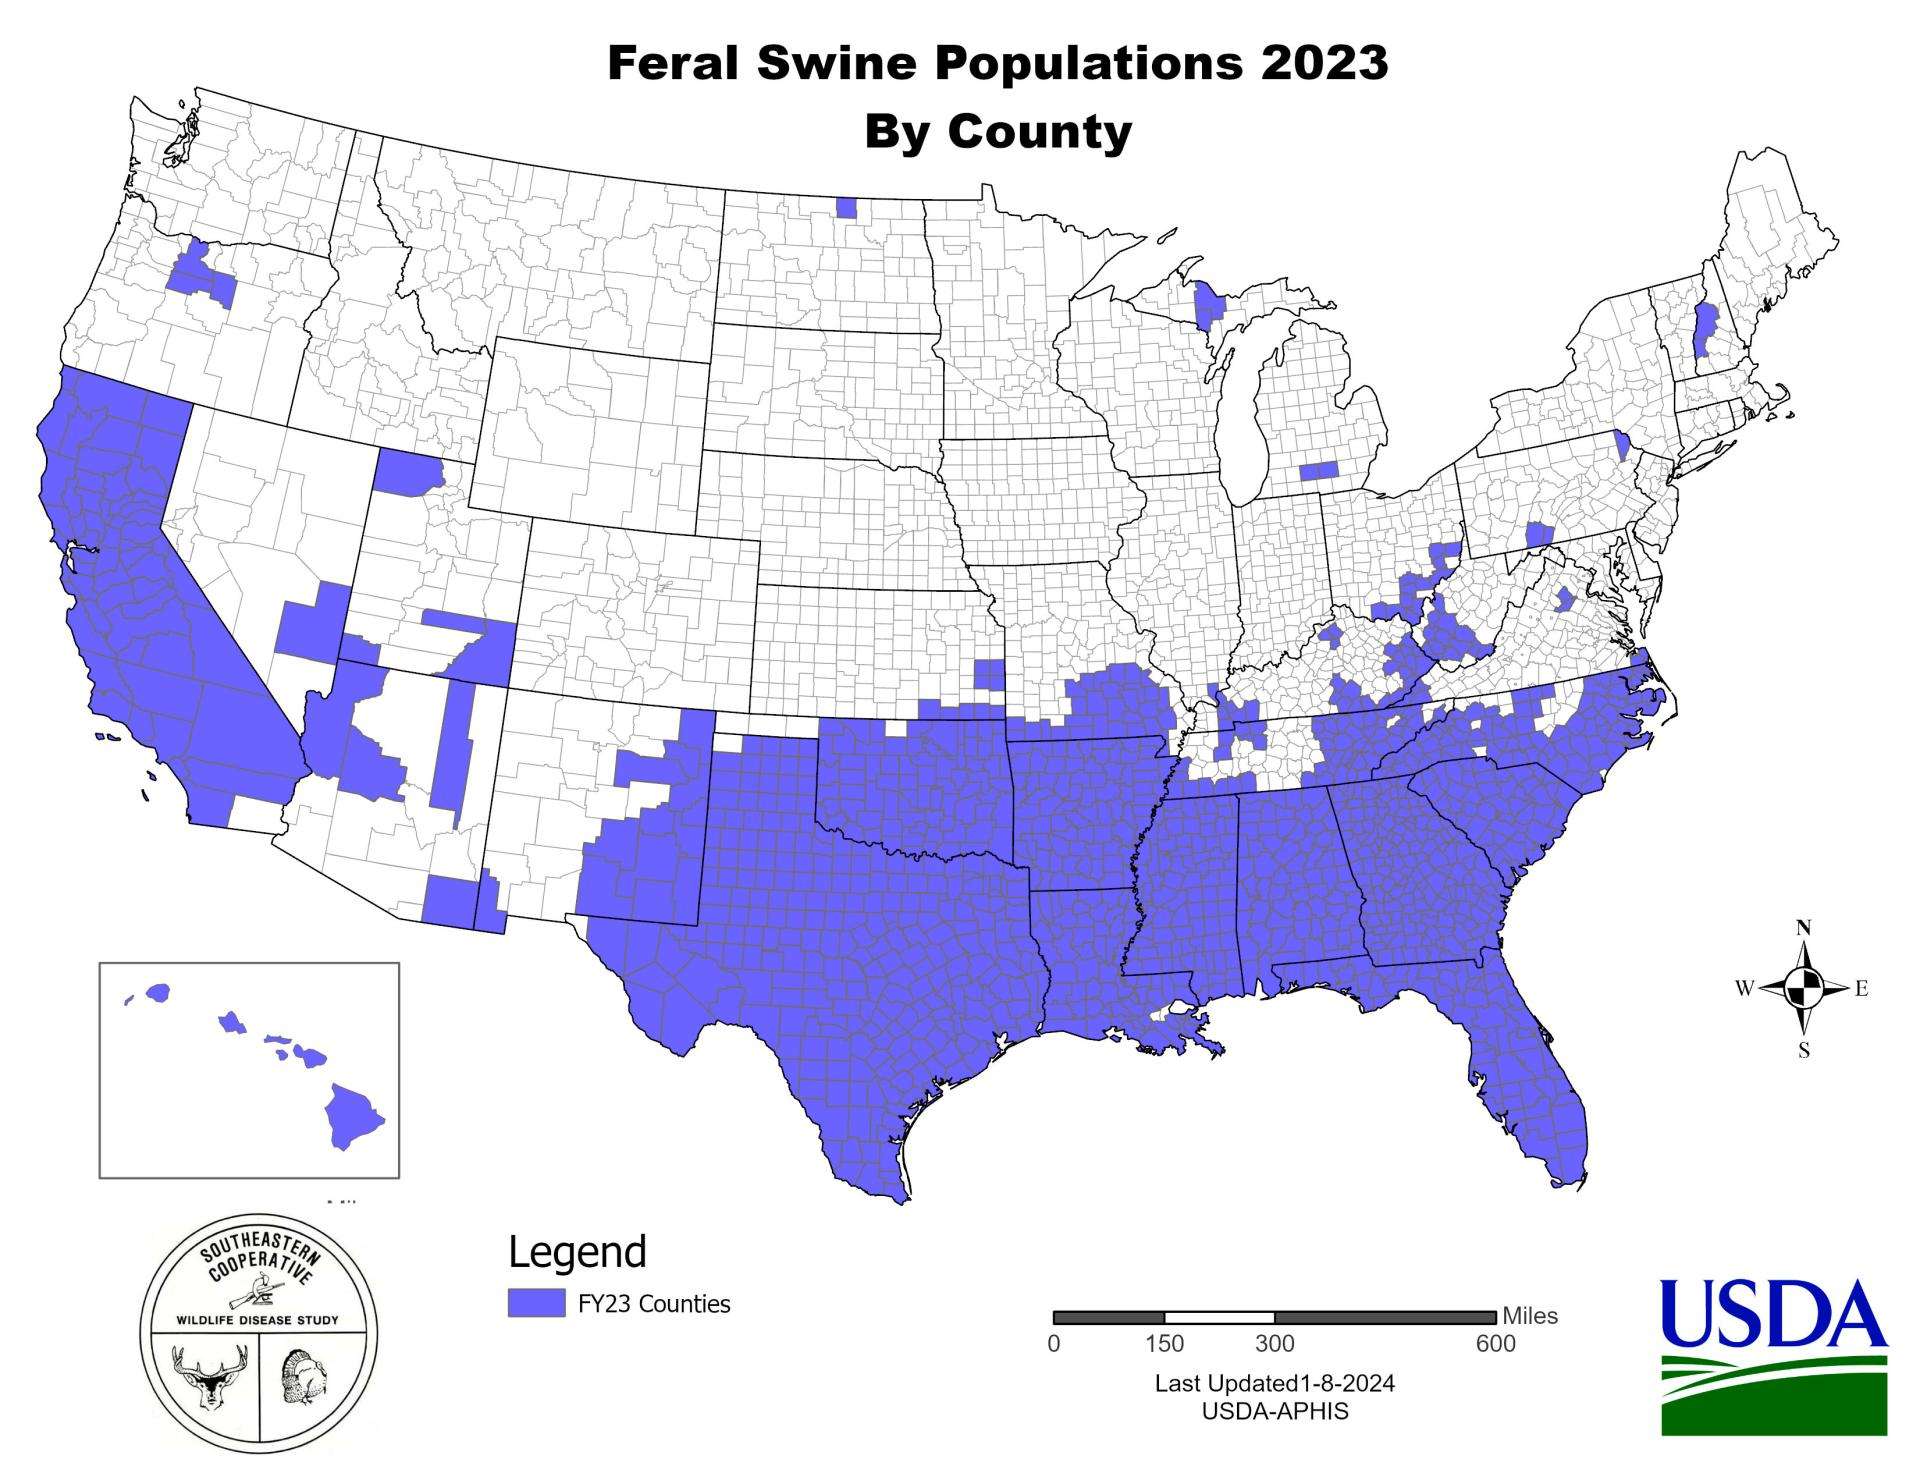 Feral Swine Populations 2023
By County
N
W E
S
SOUTHEASTERN
COOPERATIVE
WILDLIFE DISEASE STUDY
Legend
FY23 Counties
Miles
0 150 300 600
Last Updated1-8-2024
USDA-APHIS
USDA